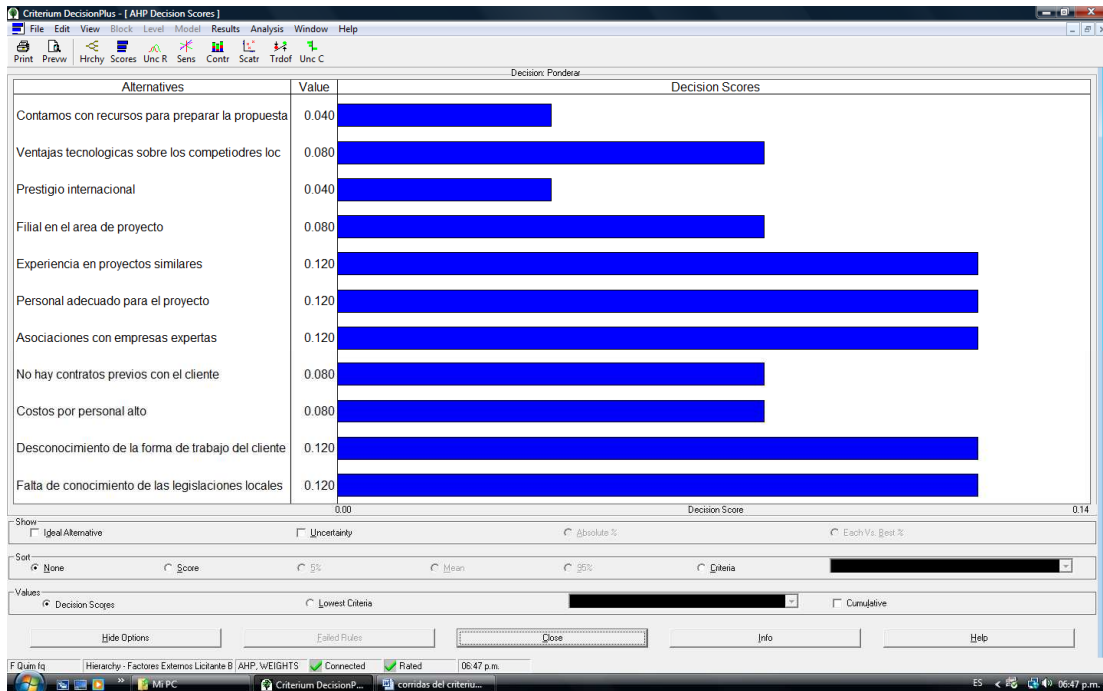 Criterium DecisionPlus - [ AHP Decision Scores ]
File Edit View Block Level Model Results Analysis Window Help
Print Prevw Hrchy Scores Unc R Sens Contr Scatr Trdof Unc C
Decision: Ponderar
Alternatives Value Decision Scores
Contamos con recursos para preparar la propuesta 0.040
Ventajas tecnologicas sobre los competiodres loc 0.080
Prestigio internacional 0.040
Filial en el area de proyecto 0.080
Experiencia en proyectos similares 0.120
Personal adecuado para el proyecto 0.120
Asociaciones con empresas expertas 0.120
No hay contratos previos con el cliente 0.080
Costos por personal alto 0.080
Desconocimiento de la forma de trabajo del cliente 0.120
Falta de conocimiento de las legislaciones locales 0.120
0.00 Decision Score 0.14
Show
Ideal Alternative Uncertainty Absolute % Each Vs. Best %
Sort
None Score 5% Mean 95% Criteria
Values
Decision Scores Lowest Criteria Cumulative
Hide Options Failed Rules Close Info Help
F Quim fq Hierarchy - Factores Externos Licitante B AHP, WEIGHTS Connected Rated 06:47 p.m.
Mi PC Criterium DecisionP... corridas del criteriu... ES 06:47 p.m.